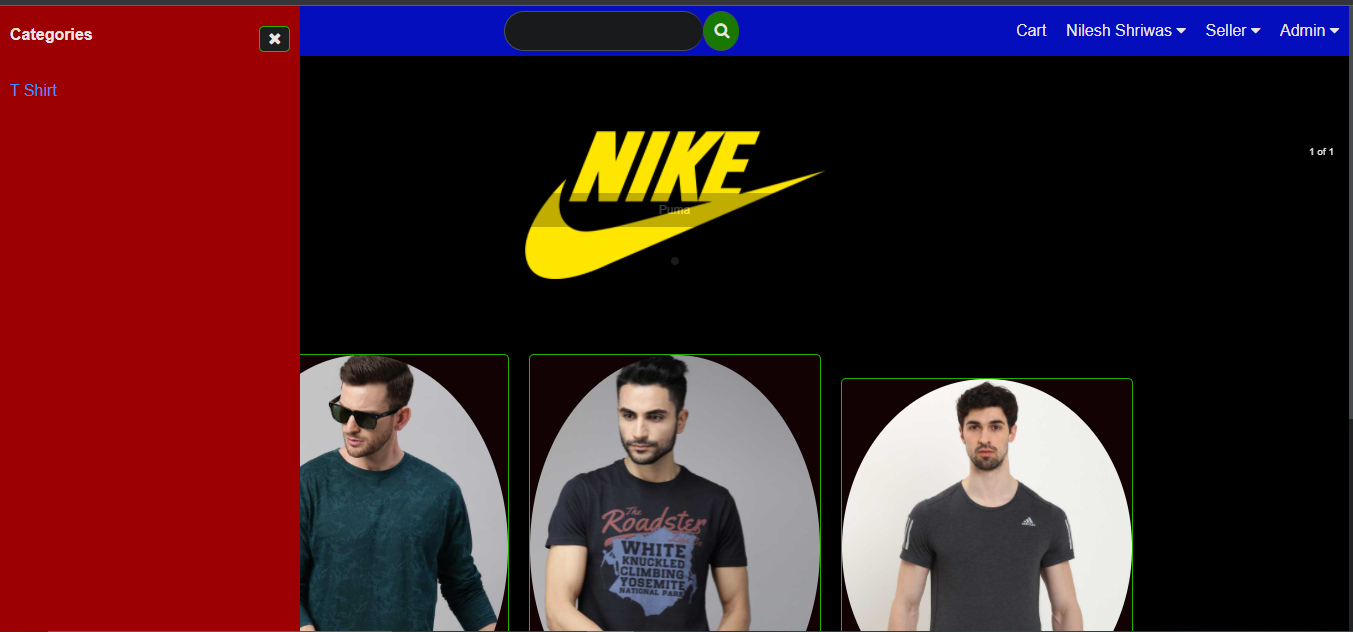 Categories
T Shirt
Cart Nilesh Shriwas Seller Admin
NIKE
Puma
1 of 1
The
Roadster
WHITE
KNUCKLED
CLIMBING
YOSEMITE
NATIONAL PARK